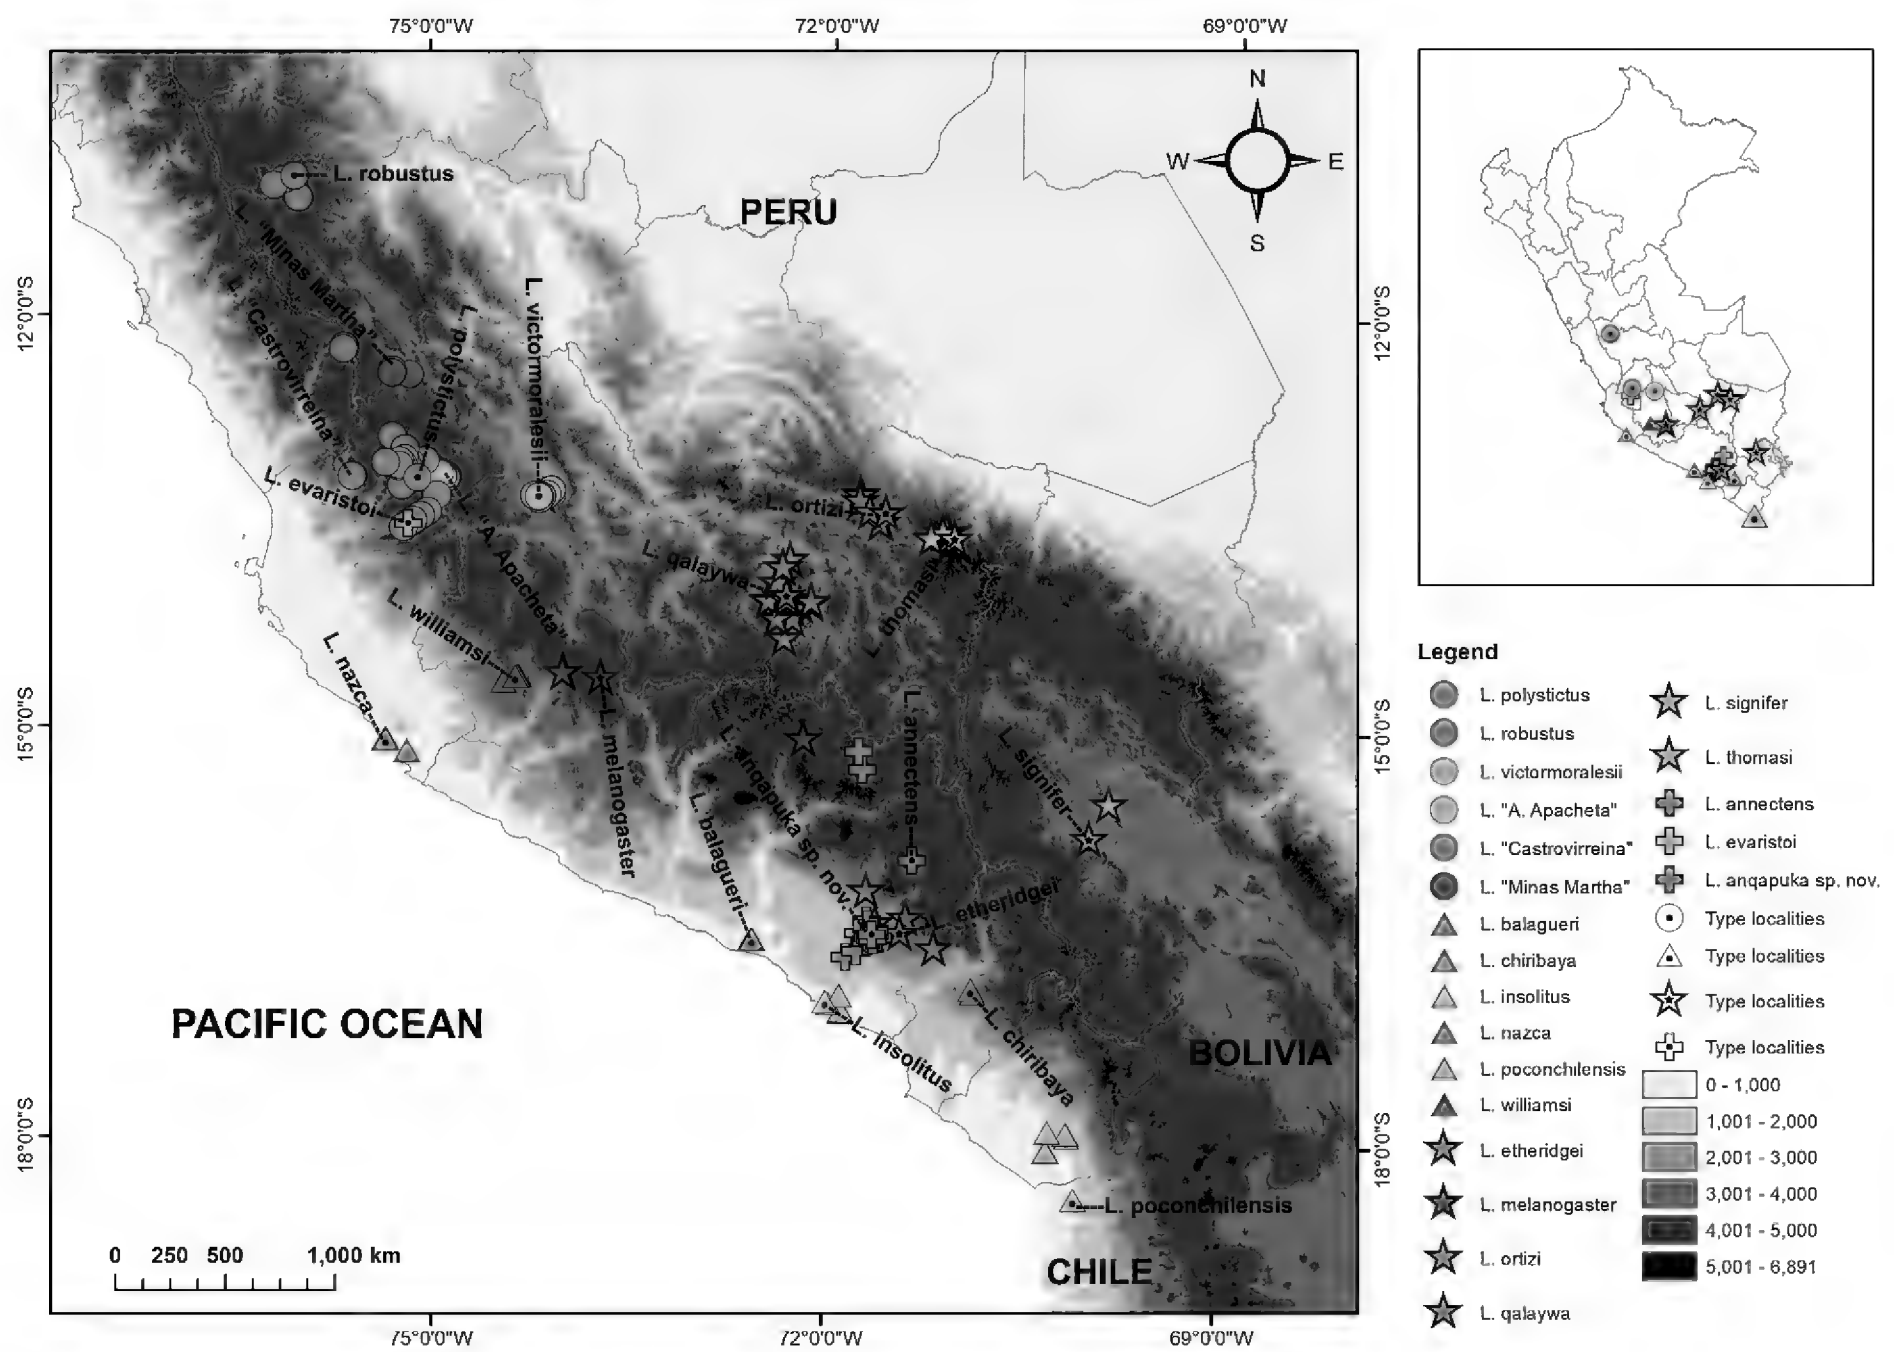 75°0'0"W
72°0'0"W
69°0'0"W
N
W
E
S
PERU
L. robustus
L. "Minas Martha"
L. "Castrovirreina"
L. polystictus
L. victormoralesii
L. evaristoi
L. "A. Apacheta"
L. ortizi
L. qalaywa
L. thomasi
L. williamsi
L. nazca
L. melanogaster
L. anqapuka sp. nov.
L. annectens
L. signifer
L. balagueri
L. etheridgei
L. insolitus
L. chiribaya
L. poconchilensis
PACIFIC OCEAN
BOLIVIA
CHILE
0 250 500 1,000 km
12°0'0"S
15°0'0"S
18°0'0"S
12°0'0"S
15°0'0"S
18°0'0"S
75°0'0"W
72°0'0"W
69°0'0"W
Legend
L. polystictus
L. robustus
L. victormoralesii
L. "A. Apacheta"
L. "Castrovirreina"
L. "Minas Martha"
L. balagueri
L. chiribaya
L. insolitus
L. nazca
L. poconchilensis
L. williamsi
L. etheridgei
L. melanogaster
L. ortizi
L. qalaywa
L. signifer
L. thomasi
L. annectens
L. evaristoi
L. anqapuka sp. nov.
Type localities
Type localities
Type localities
Type localities
0 - 1,000
1,001 - 2,000
2,001 - 3,000
3,001 - 4,000
4,001 - 5,000
5,001 - 6,891